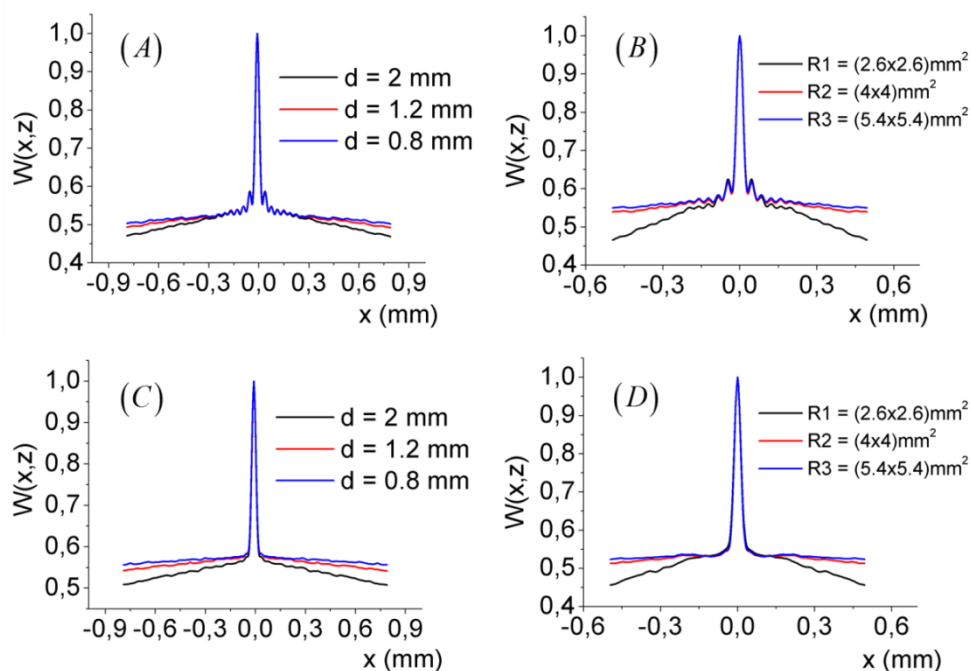 (A)
W(x,z)
1,0
0,9
0,8
0,7
0,6
0,5
0,4
d = 2 mm
d = 1.2 mm
d = 0.8 mm
-0,9 -0,6 -0,3 0,0 0,3 0,6 0,9
x (mm)
(B)
W(x,z)
1,0
0,9
0,8
0,7
0,6
0,5
0,4
R1 = (2.6x2.6)mm²
R2 = (4x4)mm²
R3 = (5.4x5.4)mm²
-0,6 -0,3 0,0 0,3 0,6
x (mm)
(C)
W(x,z)
1,0
0,9
0,8
0,7
0,6
0,5
d = 2 mm
d = 1.2 mm
d = 0.8 mm
-0,9 -0,6 -0,3 0,0 0,3 0,6 0,9
x (mm)
(D)
W(x,z)
1,0
0,9
0,8
0,7
0,6
0,5
0,4
R1 = (2.6x2.6)mm²
R2 = (4x4)mm²
R3 = (5.4x5.4)mm²
-0,6 -0,3 0,0 0,3 0,6
x (mm)